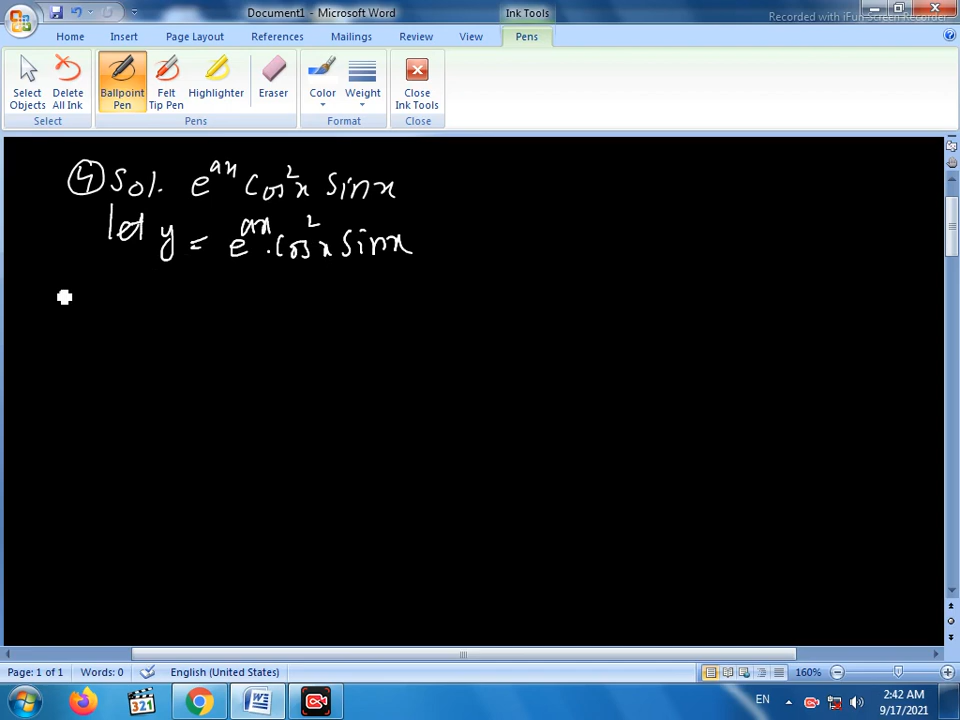 Document1 - Microsoft Word
Ink Tools
Recorded with iFun Screen Recorder
Home Insert Page Layout References Mailings Review View Pens
Select Objects
Delete All Ink
Ballpoint Pen
Felt Tip Pen
Highlighter
Eraser
Color
Weight
Close Ink Tools
Select
Pens
Format
Close
④ Sol. e^{ax} cos²x sinx
let y = e^{ax}.cos²x sinx
Page: 1 of 1 Words: 0 English (United States) 160%
321
EN
2:42 AM
9/17/2021